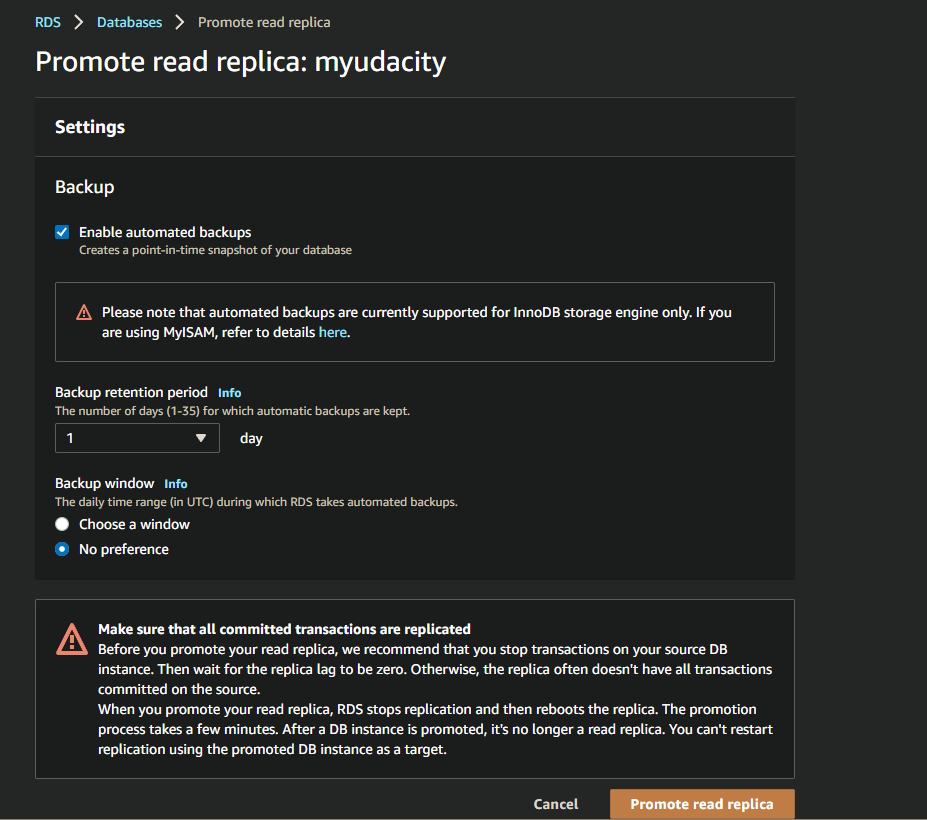 RDS > Databases > Promote read replica
Promote read replica: myudacity
Settings
Backup
Enable automated backups
Creates a point-in-time snapshot of your database
Please note that automated backups are currently supported for InnoDB storage engine only. If you
are using MyISAM, refer to details here.
Backup retention period Info
The number of days (1-35) for which automatic backups are kept.
1 day
Backup window Info
The daily time range (in UTC) during which RDS takes automated backups.
Choose a window
No preference
Make sure that all committed transactions are replicated
Before you promote your read replica, we recommend that you stop transactions on your source DB
instance. Then wait for the replica lag to be zero. Otherwise, the replica often doesn't have all transactions
committed on the source.
When you promote your read replica, RDS stops replication and then reboots the replica. The promotion
process takes a few minutes. After a DB instance is promoted, it's no longer a read replica. You can't restart
replication using the promoted DB instance as a target.
Cancel Promote read replica